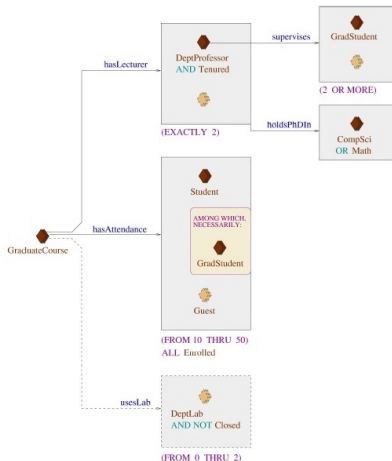 supervises
GradStudent
(2 OR MORE)
hasLecturer
DeptProfessor
AND Tenured
(EXACTLY 2)
holdsPhDIn
CompSci
OR Math
Student
AMONG WHICH,
NECESSARILY:
GradStudent
GraduateCourse
hasAttendance
Guest
(FROM 10 THRU 50)
ALL Enrolled
usesLab
DeptLab
AND NOT Closed
(FROM 0 THRU 2)